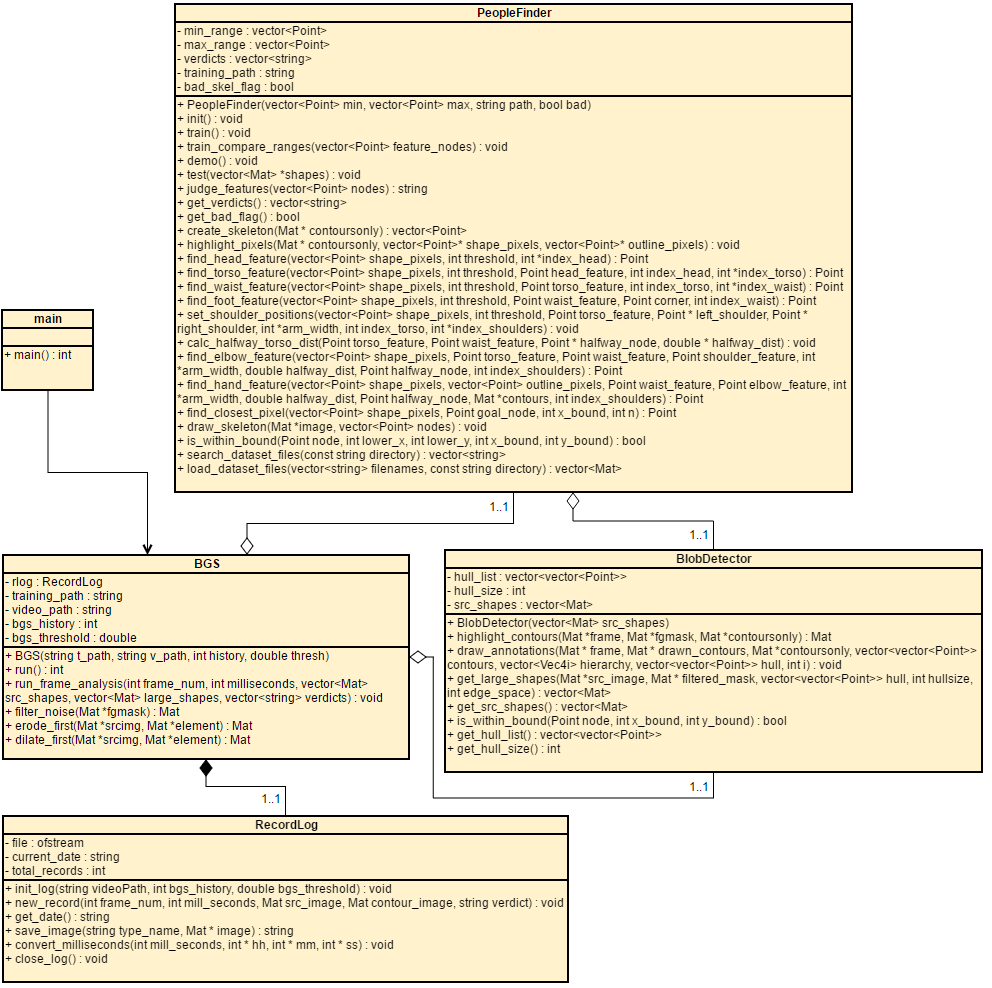 PeopleFinder
- min_range : vector<Point>
- max_range : vector<Point>
- verdicts : vector<string>
- training_path : string
- bad_skel_flag : bool
+ PeopleFinder(vector<Point> min, vector<Point> max, string path, bool bad)
+ init() : void
+ train() : void
+ train_compare_ranges(vector<Point> feature_nodes) : void
+ demo() : void
+ test(vector<Mat> *shapes) : void
+ judge_features(vector<Point> nodes) : string
+ get_verdicts() : vector<string>
+ get_bad_flag() : bool
+ create_skeleton(Mat * contoursonly) : vector<Point>
+ highlight_pixels(Mat * contoursonly, vector<Point>* shape_pixels, vector<Point>* outline_pixels) : void
+ find_head_feature(vector<Point> shape_pixels, int threshold, int *index_head) : Point
+ find_torso_feature(vector<Point> shape_pixels, int threshold, Point head_feature, int index_head, int *index_torso) : Point
+ find_waist_feature(vector<Point> shape_pixels, int threshold, Point torso_feature, int index_torso, int *index_waist) : Point
+ find_foot_feature(vector<Point> shape_pixels, int threshold, Point waist_feature, Point corner, int index_waist) : Point
+ set_shoulder_positions(vector<Point> shape_pixels, int threshold, Point torso_feature, Point * left_shoulder, Point *
right_shoulder, int *arm_width, int index_torso, int *index_shoulders) : void
+ calc_halfway_torso_dist(Point torso_feature, Point waist_feature, Point * halfway_node, double * halfway_dist) : void
+ find_elbow_feature(vector<Point> shape_pixels, Point torso_feature, Point waist_feature, Point shoulder_feature, int
*arm_width, double halfway_dist, Point halfway_node, int index_shoulders) : Point
+ find_hand_feature(vector<Point> shape_pixels, vector<Point> outline_pixels, Point waist_feature, Point elbow_feature, int
*arm_width, double halfway_dist, Point halfway_node, Mat *contours, int index_shoulders) : Point
+ find_closest_pixel(vector<Point> shape_pixels, Point goal_node, int x_bound, int n) : Point
+ draw_skeleton(Mat *image, vector<Point> nodes) : void
+ is_within_bound(Point node, int lower_x, int lower_y, int x_bound, int y_bound) : bool
+ search_dataset_files(const string directory) : vector<string>
+ load_dataset_files(vector<string> filenames, const string directory) : vector<Mat>
main
+ main() : int
1..1
1..1
BGS
- rlog : RecordLog
- training_path : string
- video_path : string
- bgs_history : int
- bgs_threshold : double
+ BGS(string t_path, string v_path, int history, double thresh)
+ run() : int
+ run_frame_analysis(int frame_num, int milliseconds, vector<Mat>
src_shapes, vector<Mat> large_shapes, vector<string> verdicts) : void
+ filter_noise(Mat *fgmask) : Mat
+ erode_first(Mat *srcimg, Mat *element) : Mat
+ dilate_first(Mat *srcimg, Mat *element) : Mat
BlobDetector
- hull_list : vector<vector<Point>>
- hull_size : int
- src_shapes : vector<Mat>
+ BlobDetector(vector<Mat> src_shapes)
+ highlight_contours(Mat *frame, Mat *fgmask, Mat *contoursonly) : Mat
+ draw_annotations(Mat * frame, Mat * drawn_contours, Mat *contoursonly, vector<vector<Point>>
contours, vector<Vec4i> hierarchy, vector<vector<Point>> hull, int i) : void
+ get_large_shapes(Mat *src_image, Mat * filtered_mask, vector<vector<Point>> hull, int hullsize,
int edge_space) : vector<Mat>
+ get_src_shapes() : vector<Mat>
+ is_within_bound(Point node, int x_bound, int y_bound) : bool
+ get_hull_list() : vector<vector<Point>>
+ get_hull_size() : int
1..1
1..1
RecordLog
- file : ofstream
- current_date : string
- total_records : int
+ init_log(string videoPath, int bgs_history, double bgs_threshold) : void
+ new_record(int frame_num, int mill_seconds, Mat src_image, Mat contour_image, string verdict) : void
+ get_date() : string
+ save_image(string type_name, Mat * image) : string
+ convert_milliseconds(int mill_seconds, int * hh, int * mm, int * ss) : void
+ close_log() : void